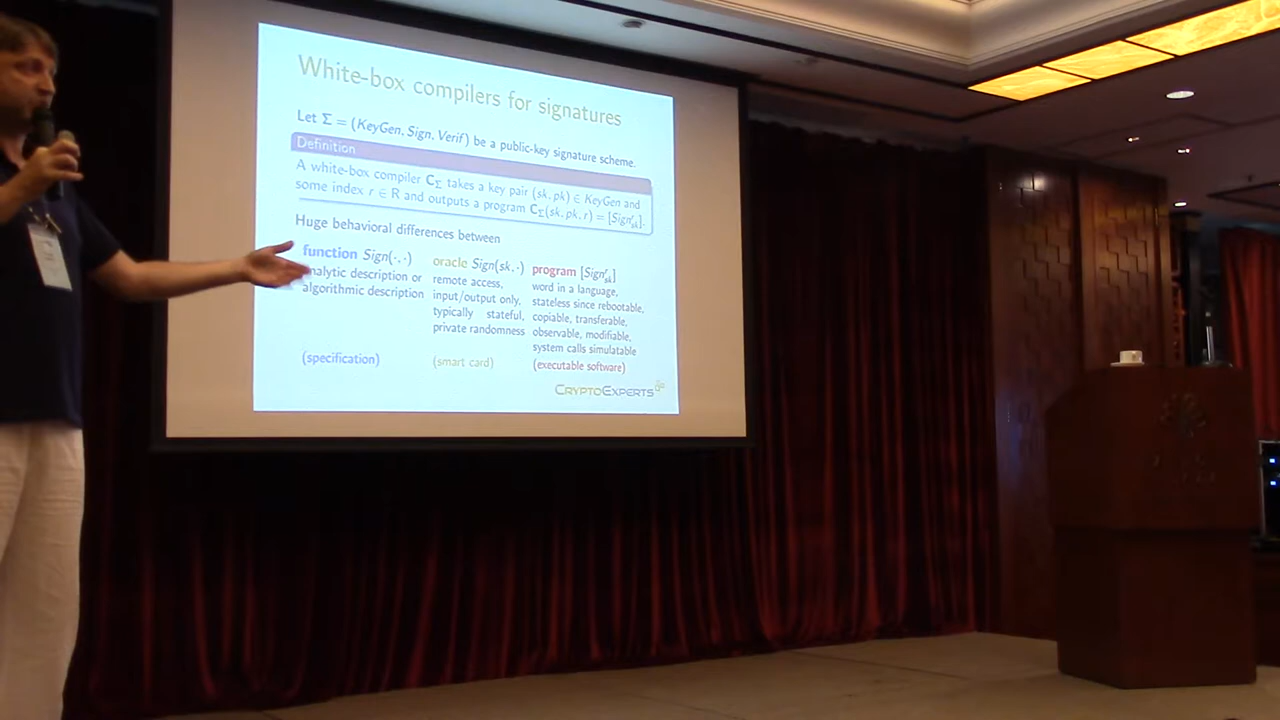 White-box compilers for signatures
Let Σ = (KeyGen, Sign, Verif) be a public-key signature scheme.
Definition
A white-box compiler C_Σ takes a key pair (sk, pk) ∈ KeyGen and
some index r ∈ R and outputs a program C_Σ(sk, pk, r) = [Sign^r_sk].
Huge behavioral differences between
function Sign(·,·)
analytic description or
algorithmic description
(specification)
oracle Sign(sk,·)
remote access,
input/output only,
typically stateful,
private randomness
(smart card)
program [Sign^r_sk]
word in a language,
stateless since rebootable,
copiable, transferable,
observable, modifiable,
system calls simulatable
(executable software)
CRYPTOEXPERTS